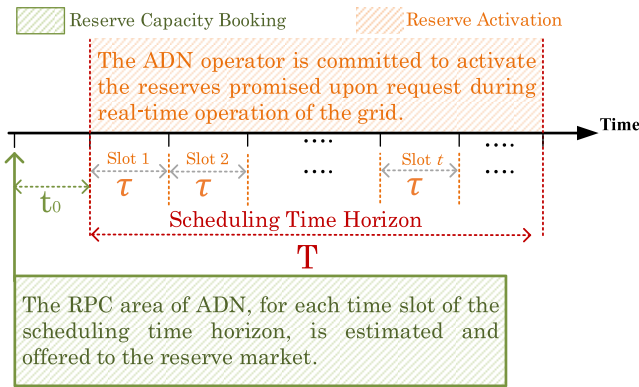 Reserve Capacity Booking
Reserve Activation
The ADN operator is committed to activate
the reserves promised upon request during
real-time operation of the grid.
Time
Slot 1
Slot 2
....
....
Slot t
....
....
τ
τ
τ
t₀
Scheduling Time Horizon
T
The RPC area of ADN, for each time slot of the
scheduling time horizon, is estimated and
offered to the reserve market.